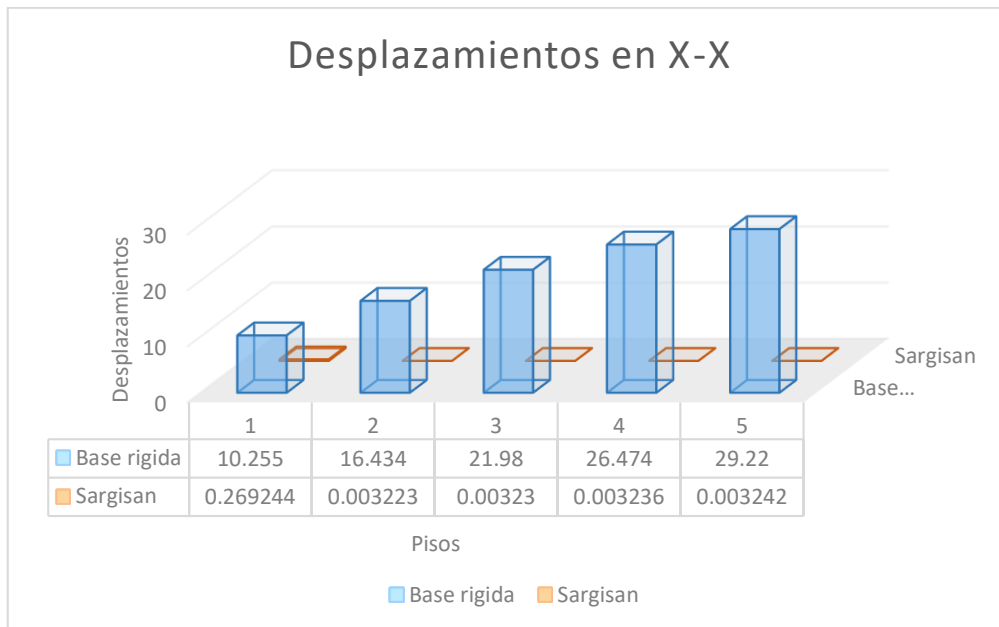 Desplazamientos en X-X
Desplazamientos
30
20
10
0
Sargisan
Base...
1 2 3 4 5
Base rigida 10.255 16.434 21.98 26.474 29.22
Sargisan 0.269244 0.003223 0.00323 0.003236 0.003242
Pisos
Base rigida Sargisan